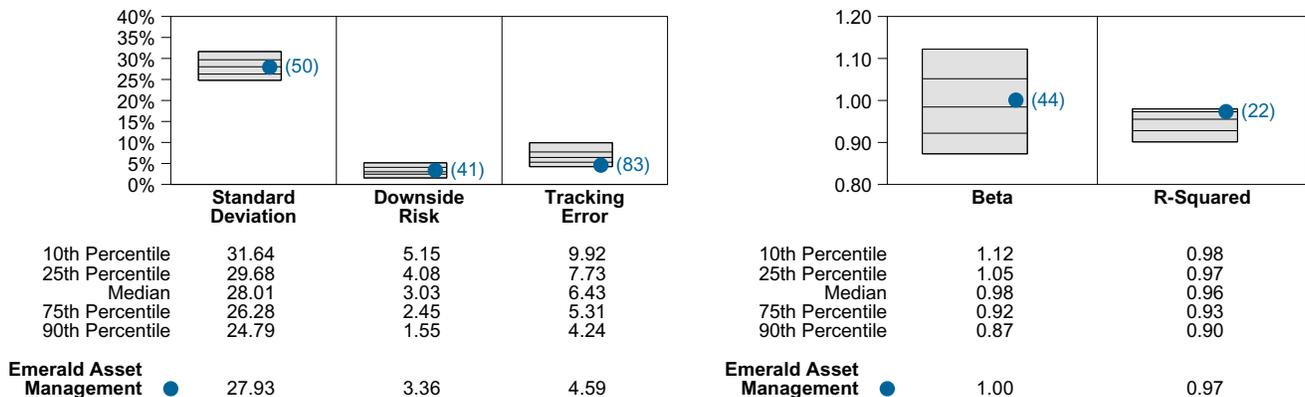 40%
35%
30%
25%
20%
15%
10%
5%
0%
(50)
(41)
(83)
Standard Deviation
Downside Risk
Tracking Error
10th Percentile 31.64 5.15 9.92
25th Percentile 29.68 4.08 7.73
Median 28.01 3.03 6.43
75th Percentile 26.28 2.45 5.31
90th Percentile 24.79 1.55 4.24
Emerald Asset
Management 27.93 3.36 4.59
1.20
1.10
1.00
0.90
0.80
(44)
(22)
Beta R-Squared
10th Percentile 1.12 0.98
25th Percentile 1.05 0.97
Median 0.98 0.96
75th Percentile 0.92 0.93
90th Percentile 0.87 0.90
Emerald Asset
Management 1.00 0.97